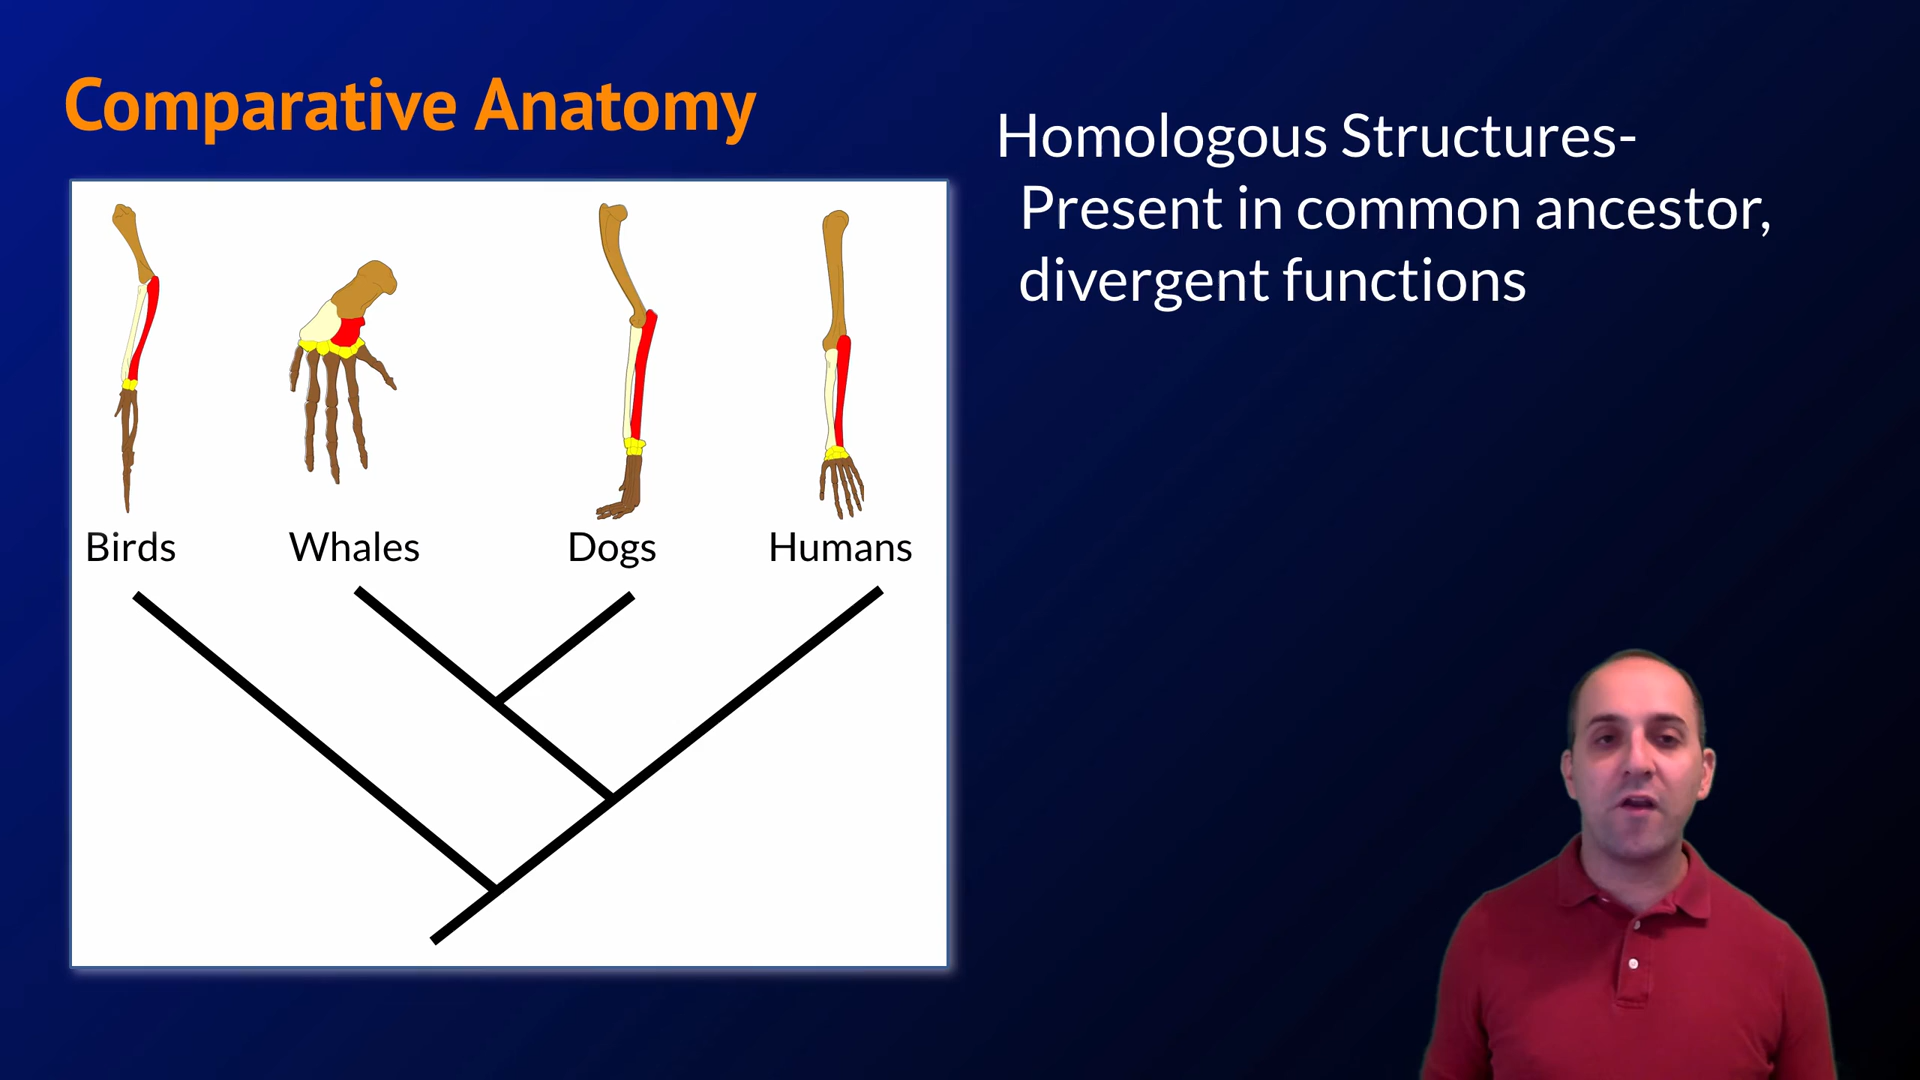 Comparative Anatomy
Homologous Structures-
Present in common ancestor,
divergent functions
Birds
Whales
Dogs
Humans